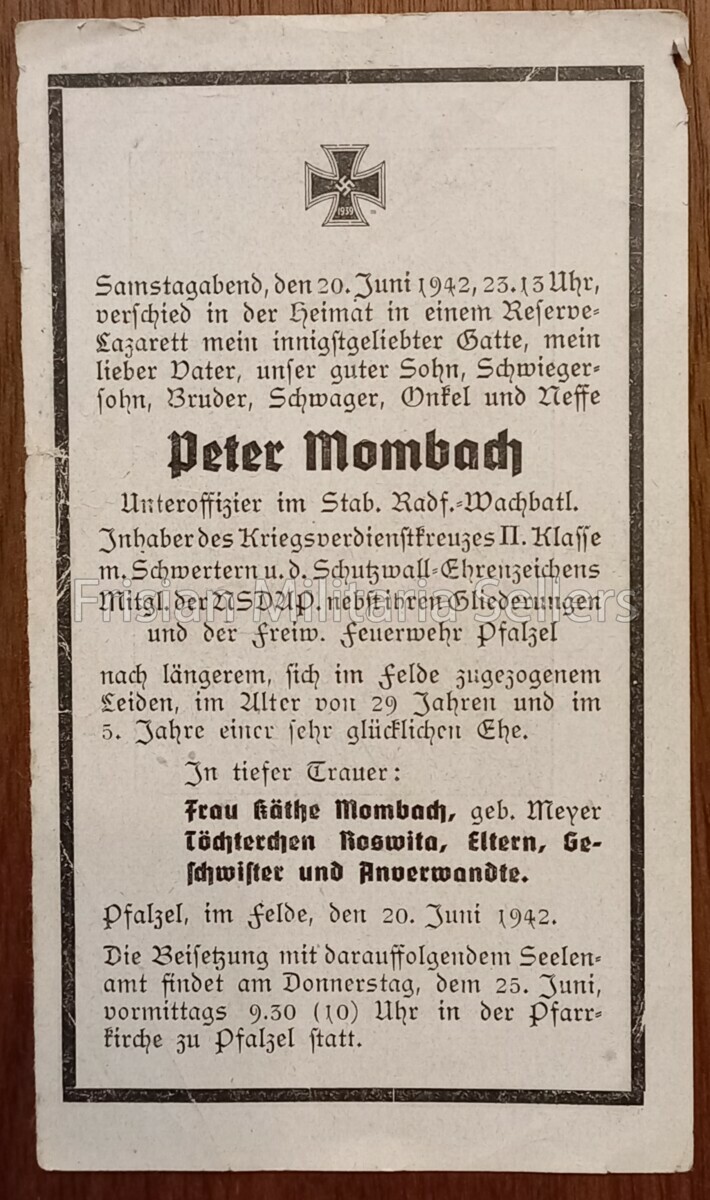 1939
Samstagabend, den 20. Juni 1942, 23.13 Uhr,
verschied in der Heimat in einem Reserve-
Lazarett mein innigstgeliebter Gatte, mein
lieber Vater, unser guter Sohn, Schwieger-
sohn, Bruder, Schwager, Onkel und Neffe
Peter Mombach
Unteroffizier im Stab. Radf.-Wachbatl.
Inhaber des Kriegsverdienstkreuzes II. Klasse
m. Schwertern u. d. Schutzwall-Ehrenzeichens
Frisian Militaria Sellers
Mitgl. der NSDAP. nebst ihren Gliederungen
und der Freiw. Feuerwehr Pfalzel
nach längerem, sich im Felde zugezogenem
Leiden, im Alter von 29 Jahren und im
5. Jahre einer sehr glücklichen Ehe.
In tiefer Trauer:
Frau Käthe Mombach, geb. Meyer
Töchterchen Roswita, Eltern, Ge-
schwister und Anverwandte.
Pfalzel, im Felde, den 20. Juni 1942.
Die Beisetzung mit darauffolgendem Seelen-
amt findet am Donnerstag, dem 25. Juni,
vormittags 9.30 (10) Uhr in der Pfarr-
kirche zu Pfalzel statt.